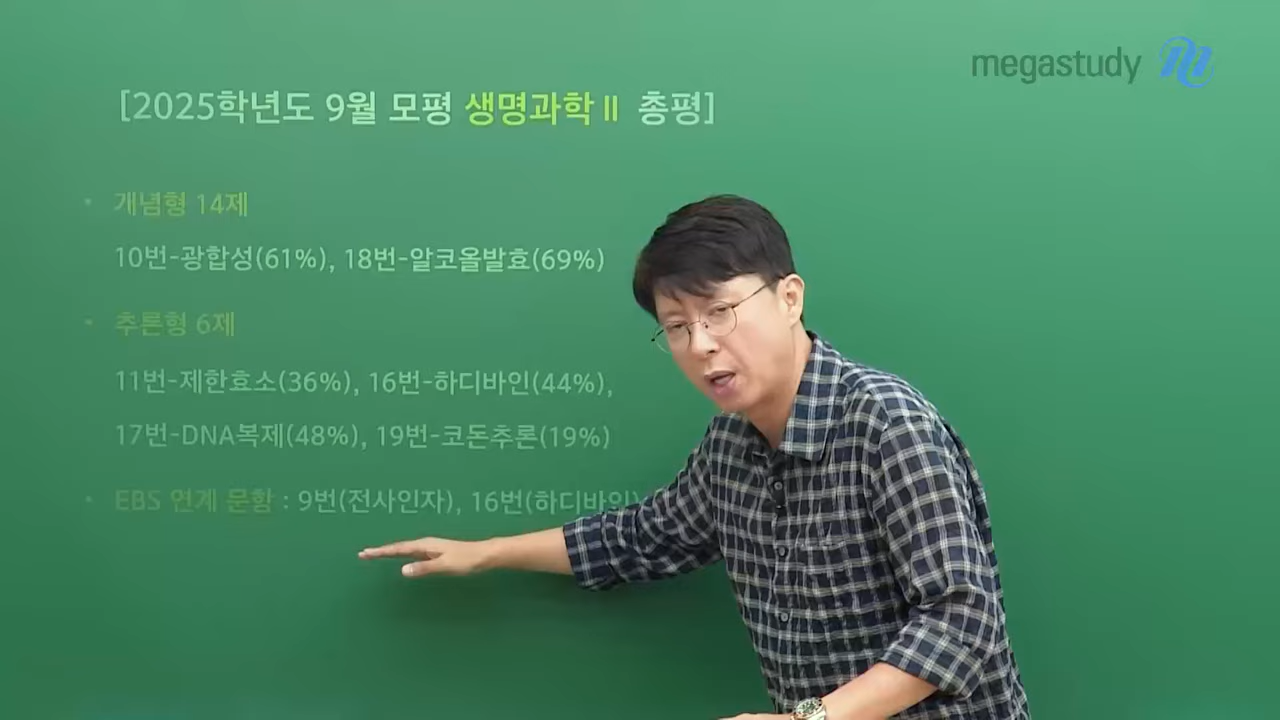 megastudy
[2025학년도 9월 모평 생명과학Ⅱ 총평]
• 개념형 14제
10번-광합성(61%), 18번-알코올발효(69%)
• 추론형 6제
11번-제한효소(36%), 16번-하디바인(44%),
17번-DNA복제(48%), 19번-코돈추론(19%)
• EBS 연계 문항 : 9번(전사인자), 16번(하디바인)